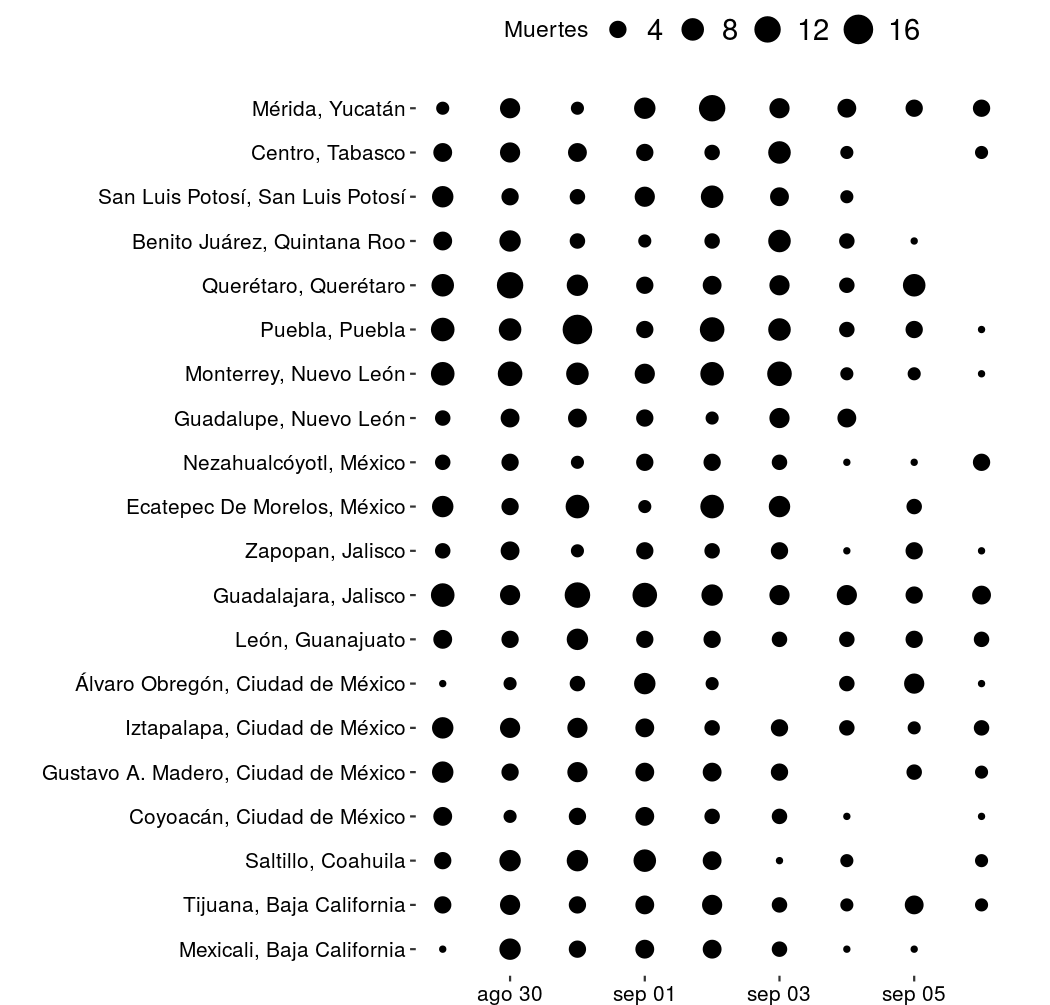 Muertes 4 8 12 16
Mérida, Yucatán
Centro, Tabasco
San Luis Potosí, San Luis Potosí
Benito Juárez, Quintana Roo
Querétaro, Querétaro
Puebla, Puebla
Monterrey, Nuevo León
Guadalupe, Nuevo León
Nezahualcóyotl, México
Ecatepec De Morelos, México
Zapopan, Jalisco
Guadalajara, Jalisco
León, Guanajuato
Álvaro Obregón, Ciudad de México
Iztapalapa, Ciudad de México
Gustavo A. Madero, Ciudad de México
Coyoacán, Ciudad de México
Saltillo, Coahuila
Tijuana, Baja California
Mexicali, Baja California
ago 30 sep 01 sep 03 sep 05